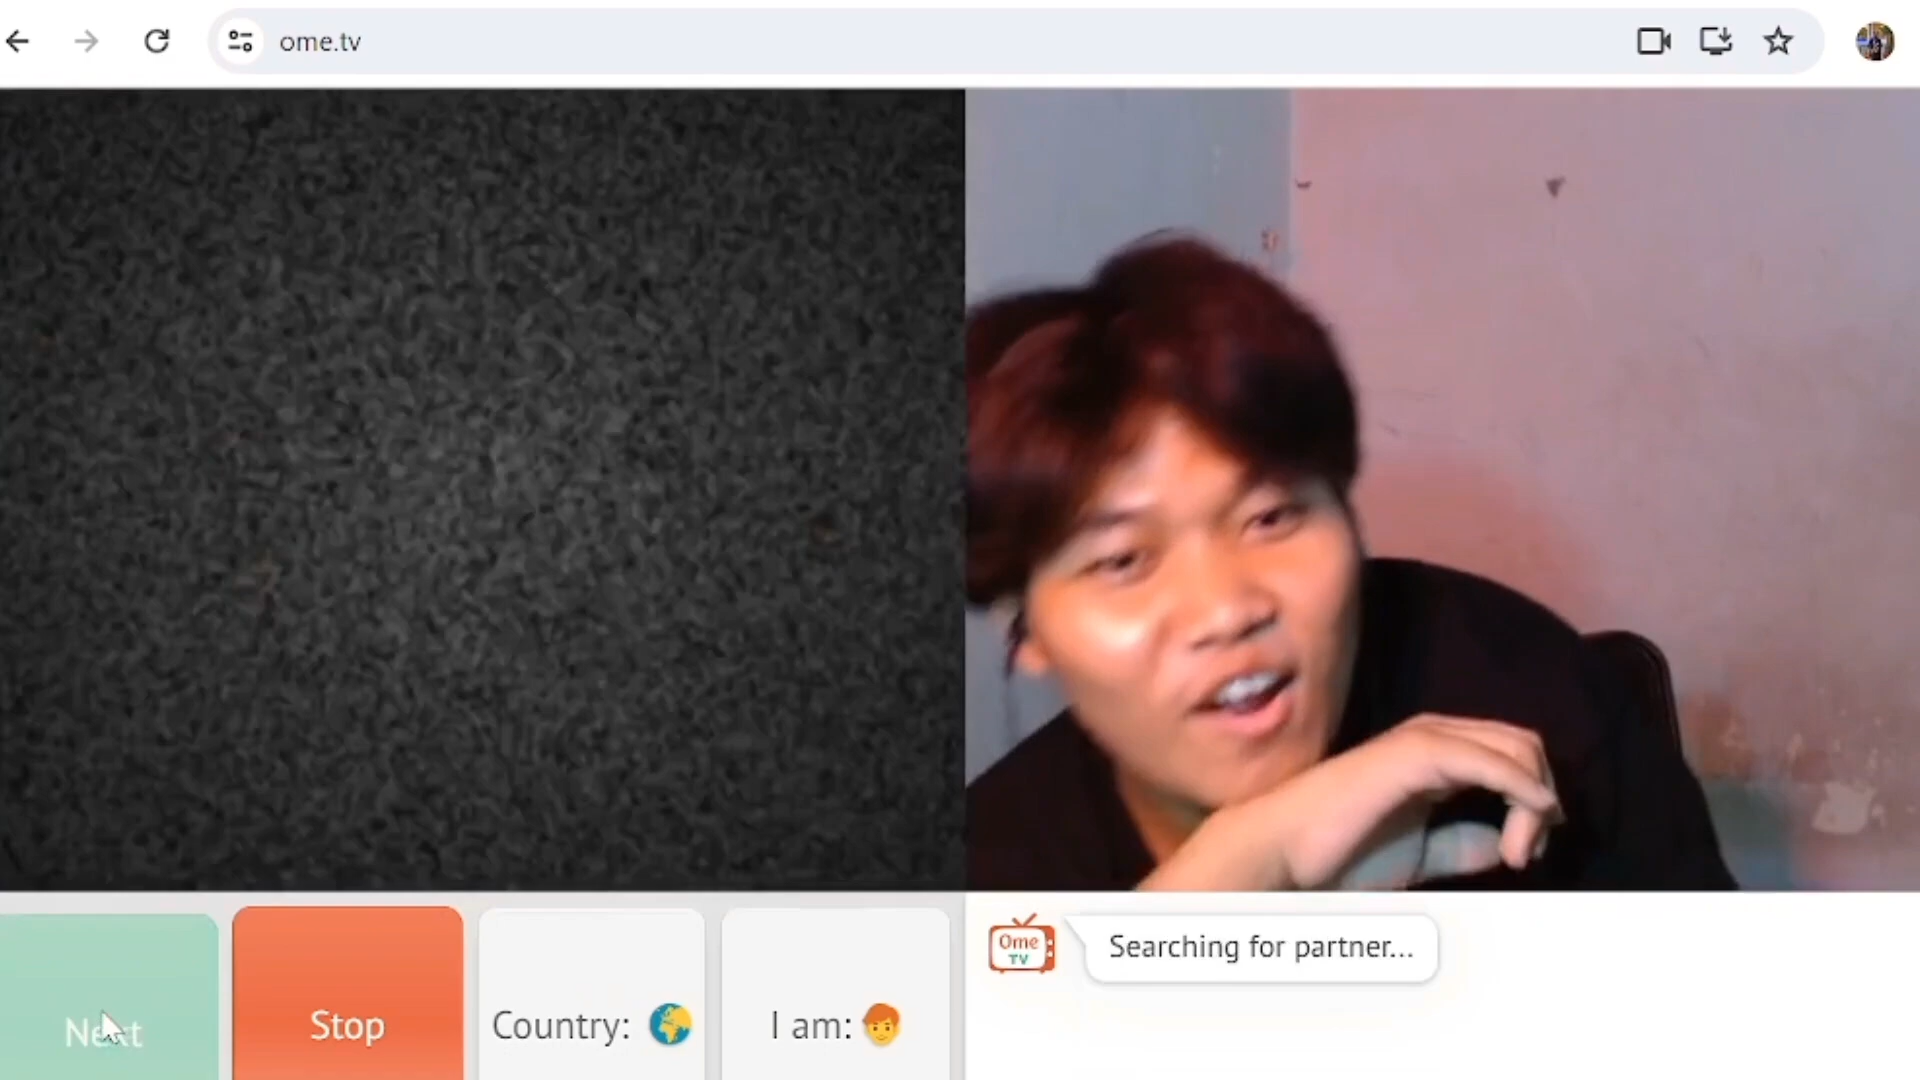 ome.tv
Next
Stop
Country:
I am:
Ome
TV
Searching for partner...